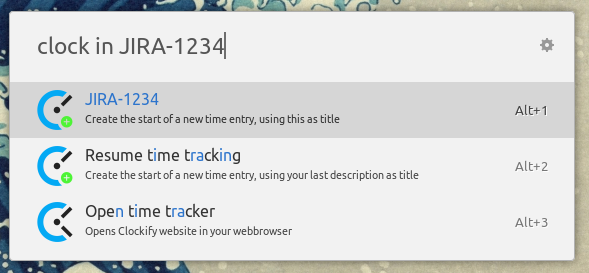 clock in JIRA-1234
JIRA-1234
Create the start of a new time entry, using this as title
Alt+1
Resume time tracking
Create the start of a new time entry, using your last description as title
Alt+2
Open time tracker
Opens Clockify website in your webbrowser
Alt+3